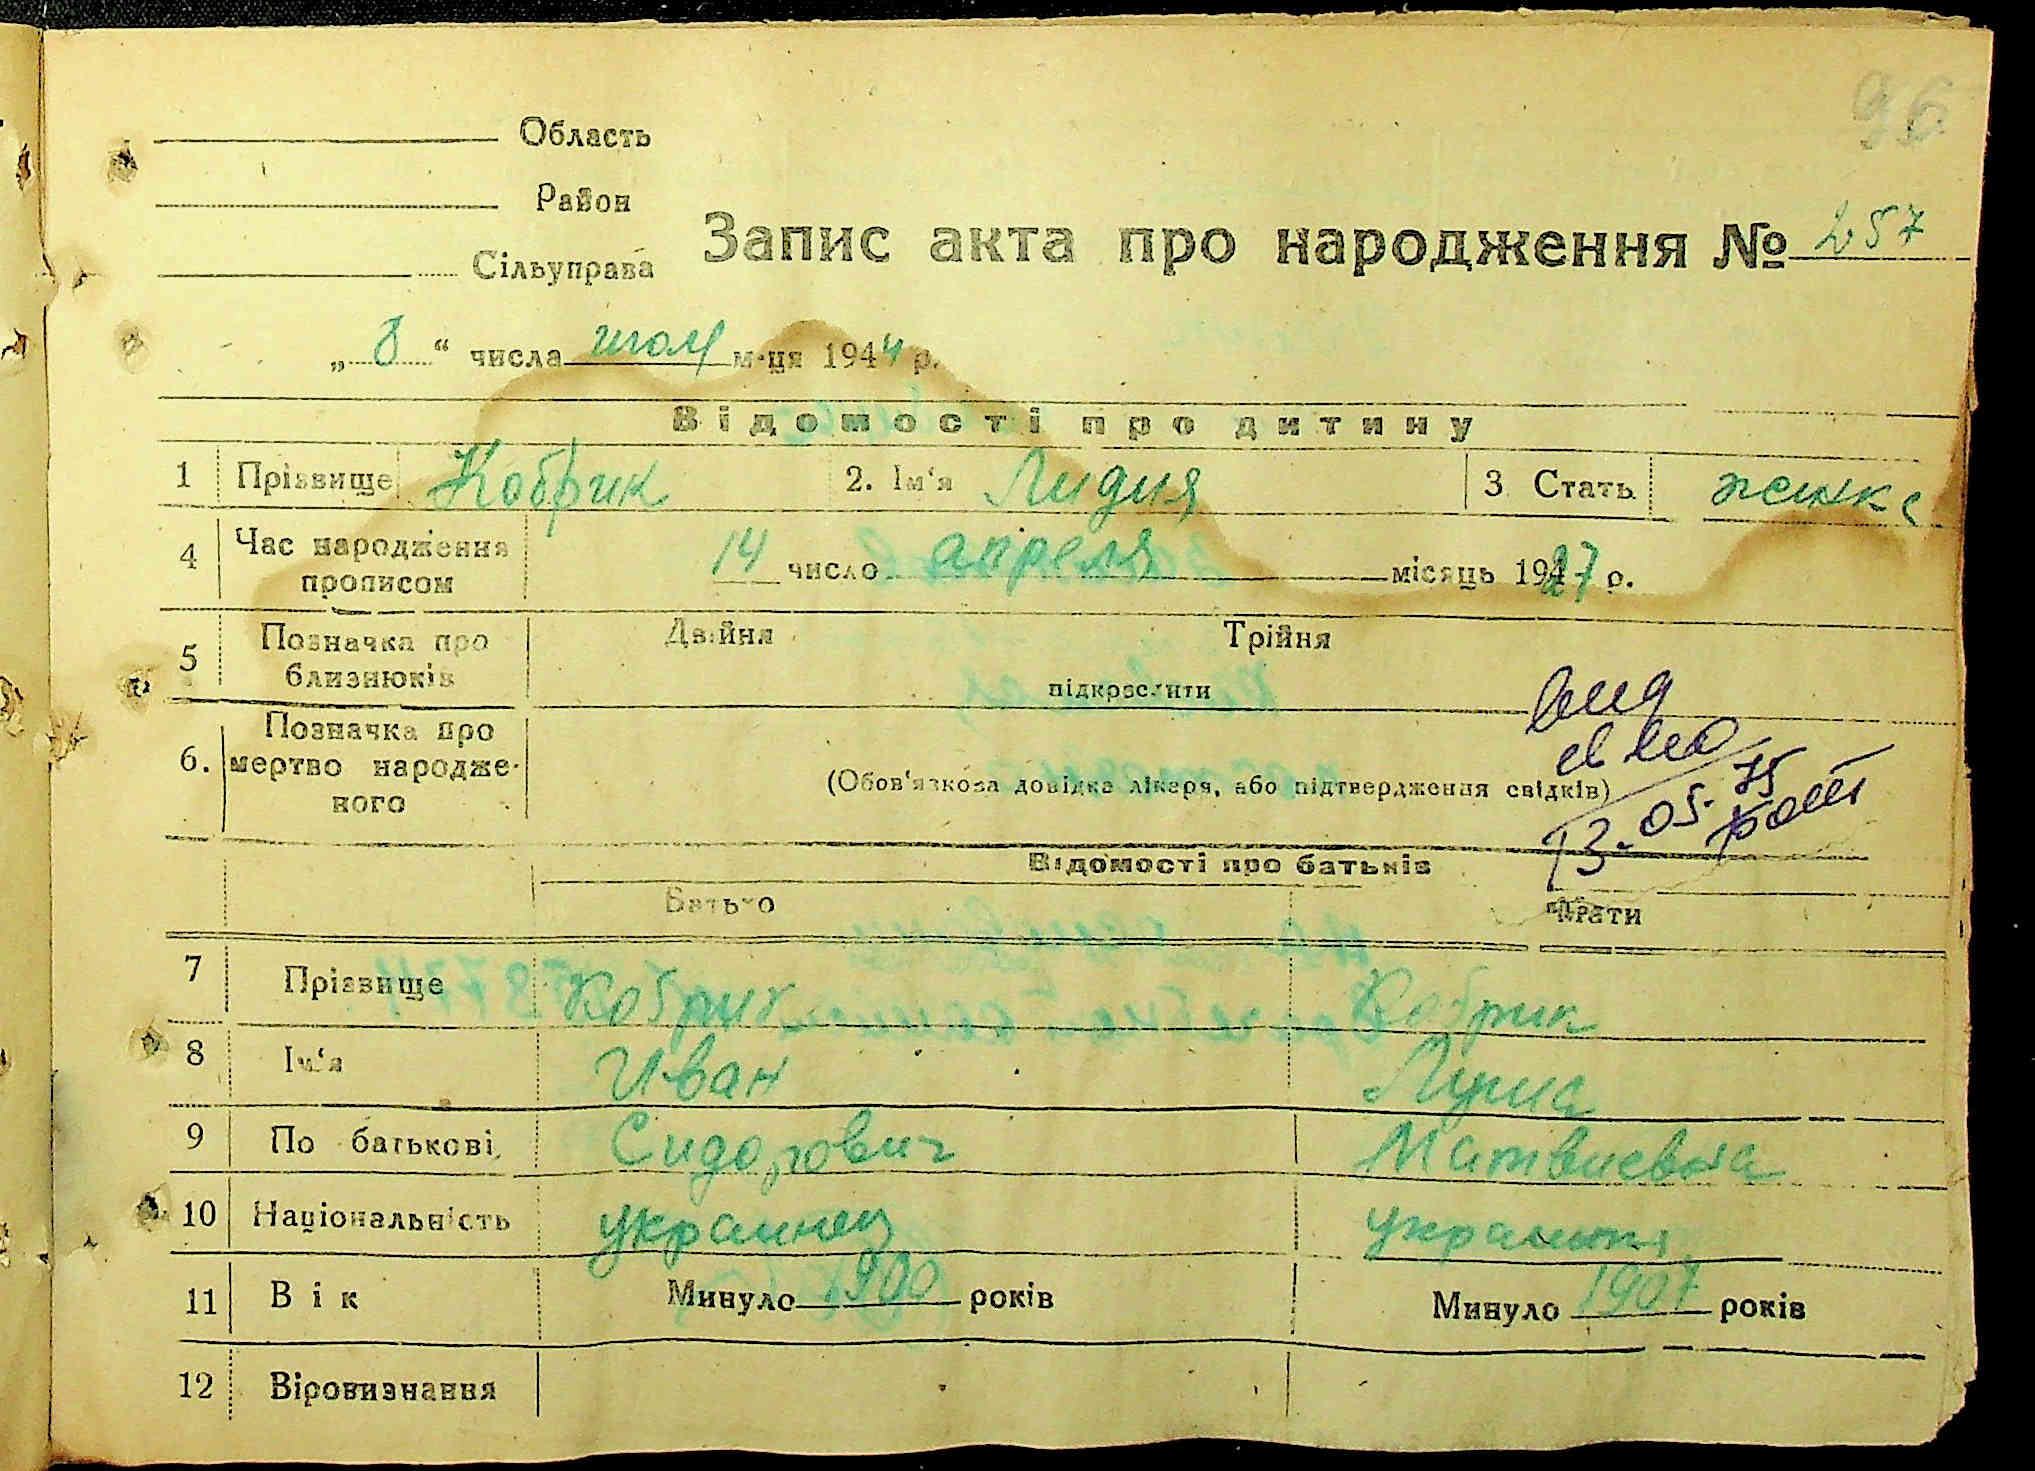 96
Область
Район
Сільуправа
Запис акта про народження № 257
„ 8 “ числа июля м-ця 1944 р.
Відомості про дитину
1 Прізвище Кобрик 2. Ім‘я Лидия 3 Стать жинка
4 Час народження прописом 14 число апреля місяць 1927 р.
5 Позначка про близнюків Двійня Трійня
підкреслити
6. Позначка про мертво народженого
(Обов‘язкова довідка лікаря, або підтвердження свідків)
13.05.75
Відомості про батьків
Батько Мати
7 Прізвище Кобрик Кобрик
8 Ім‘я Иван
9 По батькові Сидорович Матвиевна
10 Національність украинец
11 Вік Минуло 1900 років Минуло 1907 років
12 Віровизнання